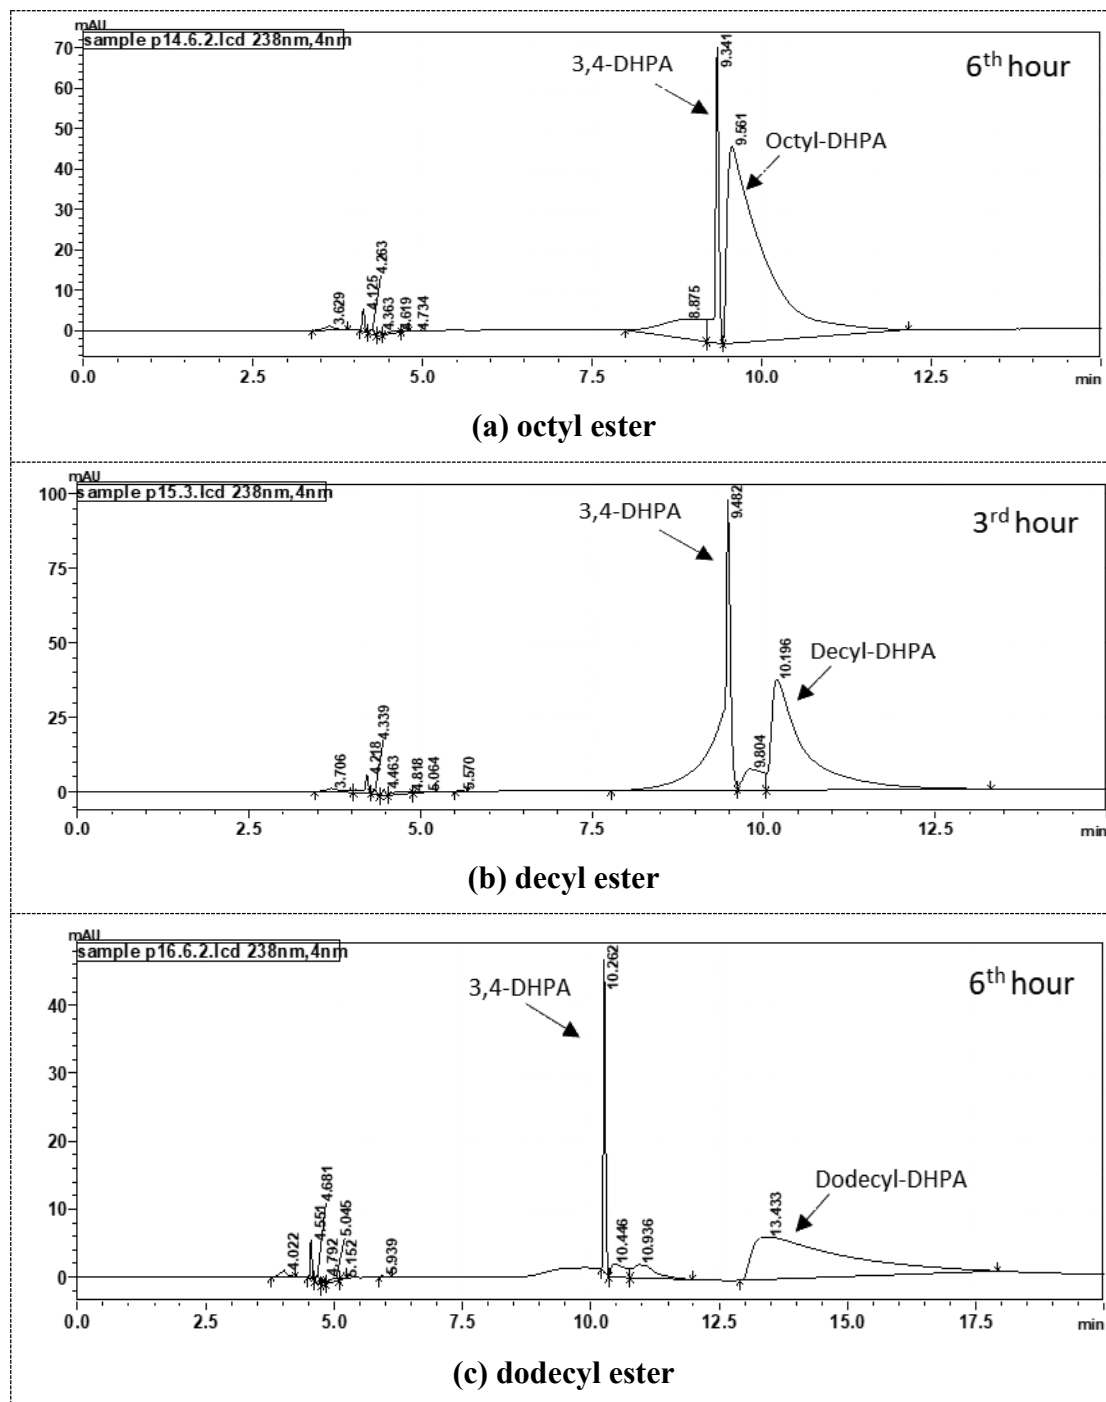 mAU
sample p14.6.2.lcd 238nm,4nm
70
60
50
40
30
20
10
0
3,4-DHPA
9.341
6th hour
9.561
Octyl-DHPA
3.629
4.125
4.263
4.363
4.619
4.734
8.875
0.0 2.5 5.0 7.5 10.0 12.5 min
(a) octyl ester
mAU
sample p15.3.lcd 238nm,4nm
100
75
50
25
0
3,4-DHPA
9.482
3rd hour
Decyl-DHPA
10.196
3.706
4.218
4.339
4.463
4.818
5.064
5.570
9.804
0.0 2.5 5.0 7.5 10.0 12.5 min
(b) decyl ester
mAU
sample p16.6.2.lcd 238nm,4nm
40
30
20
10
0
3,4-DHPA
10.262
6th hour
Dodecyl-DHPA
4.022
4.551
4.681
4.792
5.045
5.152
5.939
10.446
10.936
13.433
0.0 2.5 5.0 7.5 10.0 12.5 15.0 17.5 min
(c) dodecyl ester